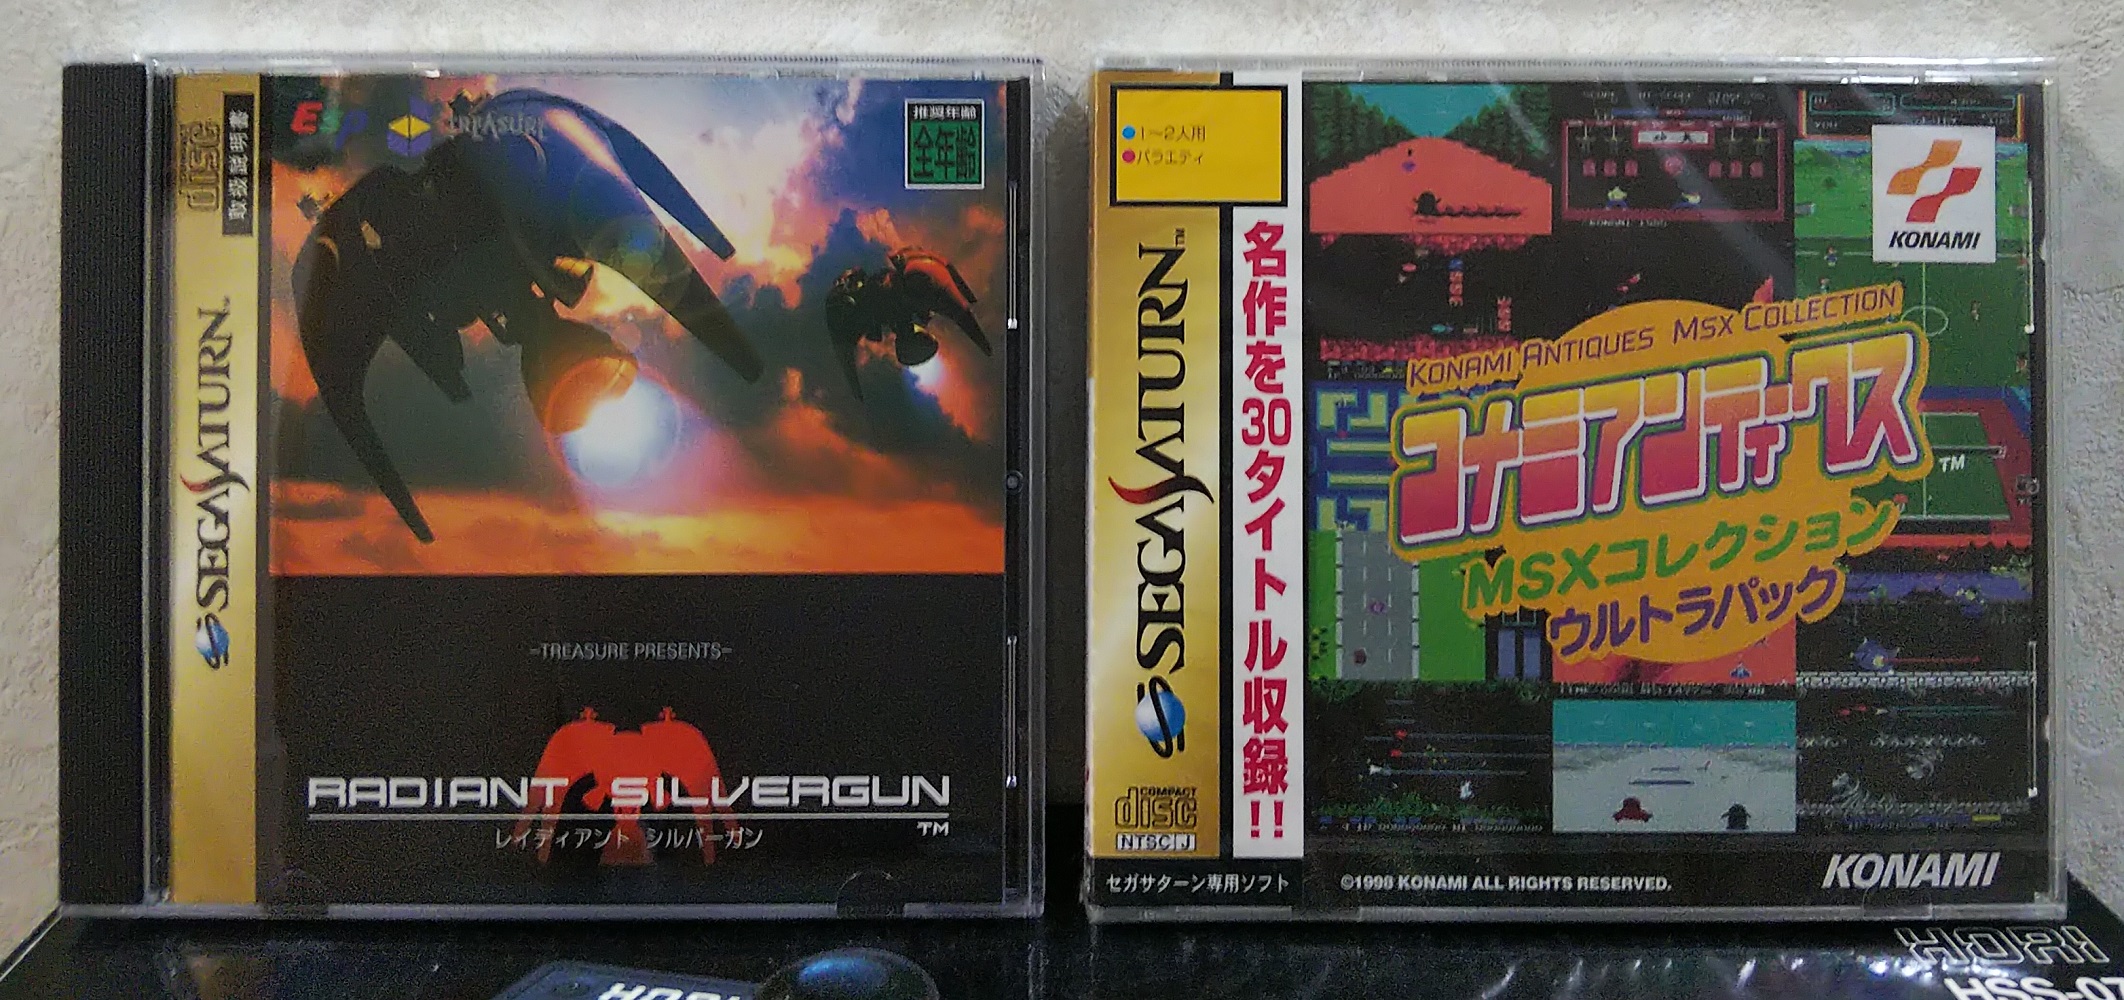 disc
取扱説明書
SEGA SATURN™
ESP
TREASURE
推奨年齢
全年齢
-TREASURE PRESENTS-
RADIANT SILVERGUN
TM
レイディアント シルバーガン
●1〜2人用
●バラエティ
SEGA SATURN™
COMPACT
disc
NTSC J
セガサターン専用ソフト
名作を30タイトル収録!!
KONAMI
KONAMI ANTIQUES MSX COLLECTION
コナミアンティークス
TM
MSXコレクション
ウルトラパック
©1998 KONAMI ALL RIGHTS RESERVED.
KONAMI
HORI